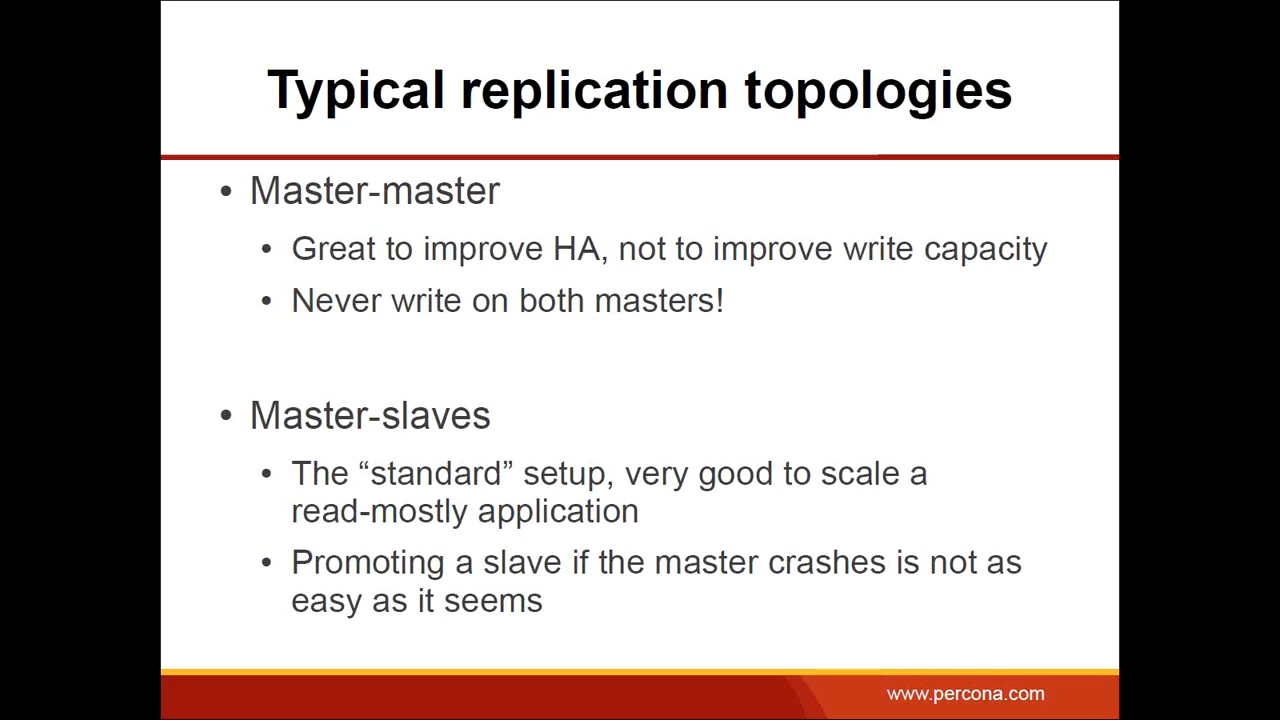 Typical replication topologies
• Master-master
• Great to improve HA, not to improve write capacity
• Never write on both masters!
• Master-slaves
• The “standard” setup, very good to scale a
read-mostly application
• Promoting a slave if the master crashes is not as
easy as it seems
www.percona.com